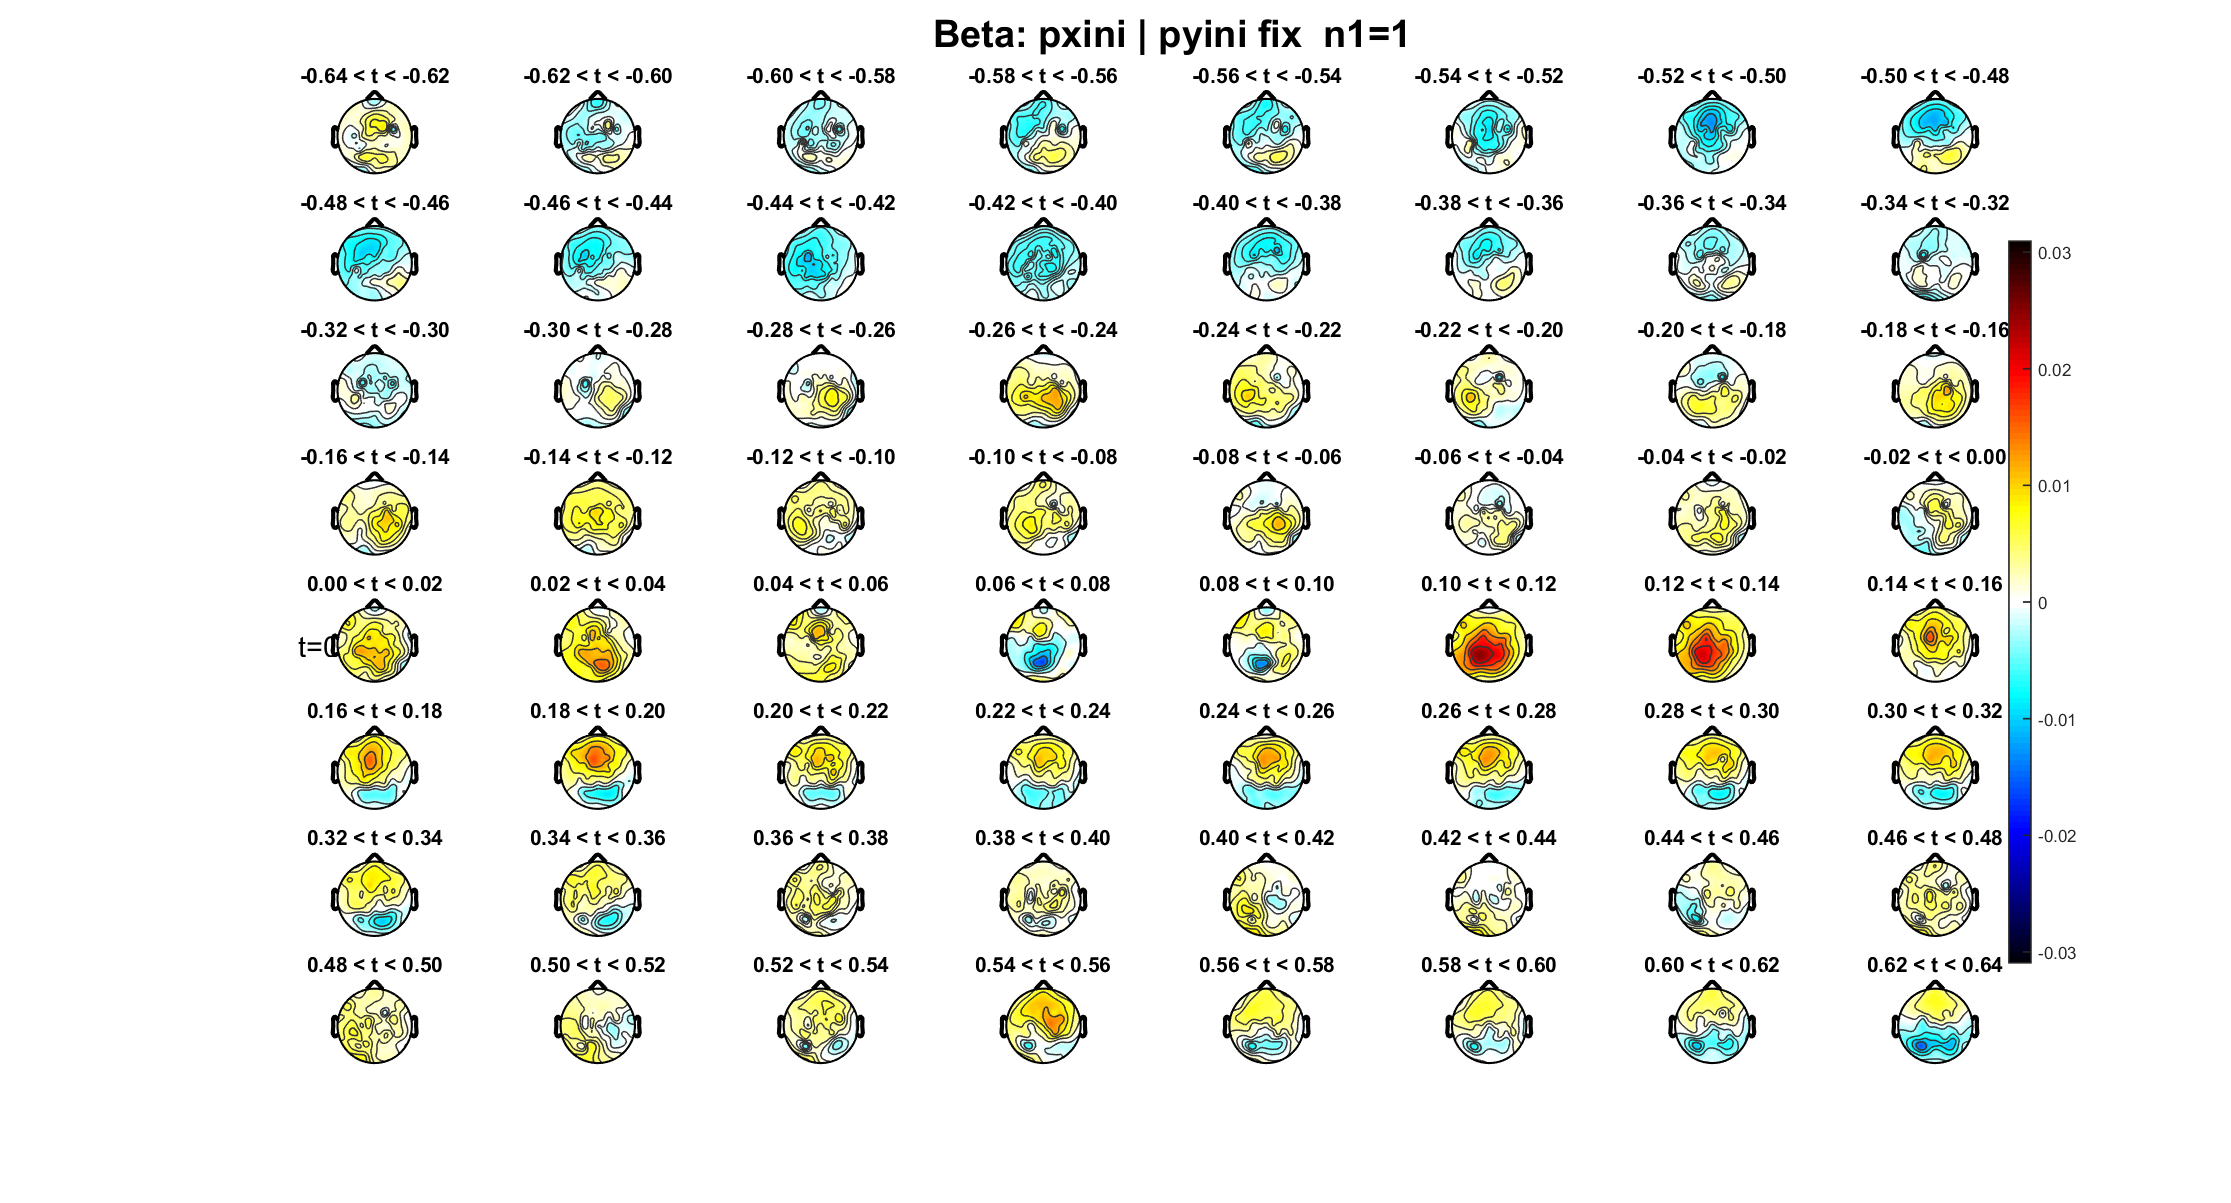 Beta: pxini | pyini fix  n1=1
-0.64 < t < -0.62
-0.62 < t < -0.60
-0.60 < t < -0.58
-0.58 < t < -0.56
-0.56 < t < -0.54
-0.54 < t < -0.52
-0.52 < t < -0.50
-0.50 < t < -0.48
-0.48 < t < -0.46
-0.46 < t < -0.44
-0.44 < t < -0.42
-0.42 < t < -0.40
-0.40 < t < -0.38
-0.38 < t < -0.36
-0.36 < t < -0.34
-0.34 < t < -0.32
-0.32 < t < -0.30
-0.30 < t < -0.28
-0.28 < t < -0.26
-0.26 < t < -0.24
-0.24 < t < -0.22
-0.22 < t < -0.20
-0.20 < t < -0.18
-0.18 < t < -0.16
-0.16 < t < -0.14
-0.14 < t < -0.12
-0.12 < t < -0.10
-0.10 < t < -0.08
-0.08 < t < -0.06
-0.06 < t < -0.04
-0.04 < t < -0.02
-0.02 < t < 0.00
0.00 < t < 0.02
0.02 < t < 0.04
0.04 < t < 0.06
0.06 < t < 0.08
0.08 < t < 0.10
0.10 < t < 0.12
0.12 < t < 0.14
0.14 < t < 0.16
t=0
0.16 < t < 0.18
0.18 < t < 0.20
0.20 < t < 0.22
0.22 < t < 0.24
0.24 < t < 0.26
0.26 < t < 0.28
0.28 < t < 0.30
0.30 < t < 0.32
0.32 < t < 0.34
0.34 < t < 0.36
0.36 < t < 0.38
0.38 < t < 0.40
0.40 < t < 0.42
0.42 < t < 0.44
0.44 < t < 0.46
0.46 < t < 0.48
0.48 < t < 0.50
0.50 < t < 0.52
0.52 < t < 0.54
0.54 < t < 0.56
0.56 < t < 0.58
0.58 < t < 0.60
0.60 < t < 0.62
0.62 < t < 0.64
0.03
0.02
0.01
0
-0.01
-0.02
-0.03